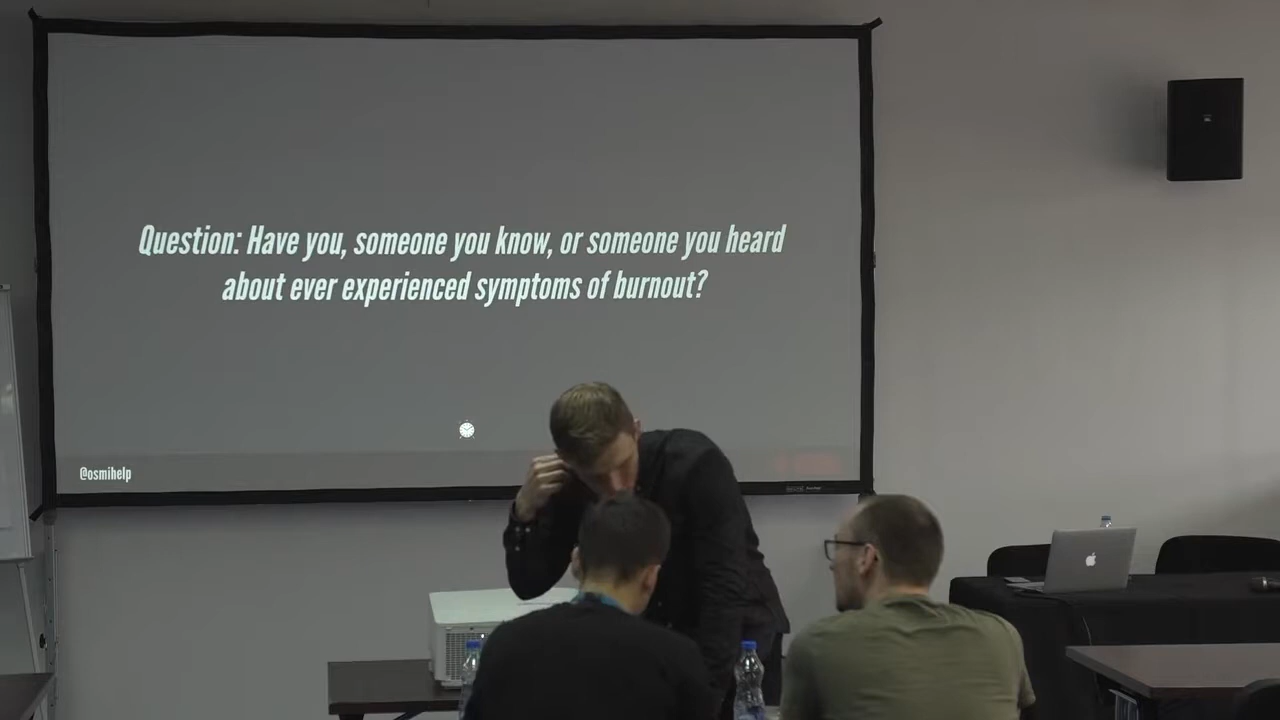 Question: Have you, someone you know, or someone you heard
about ever experienced symptoms of burnout?
@osmihelp